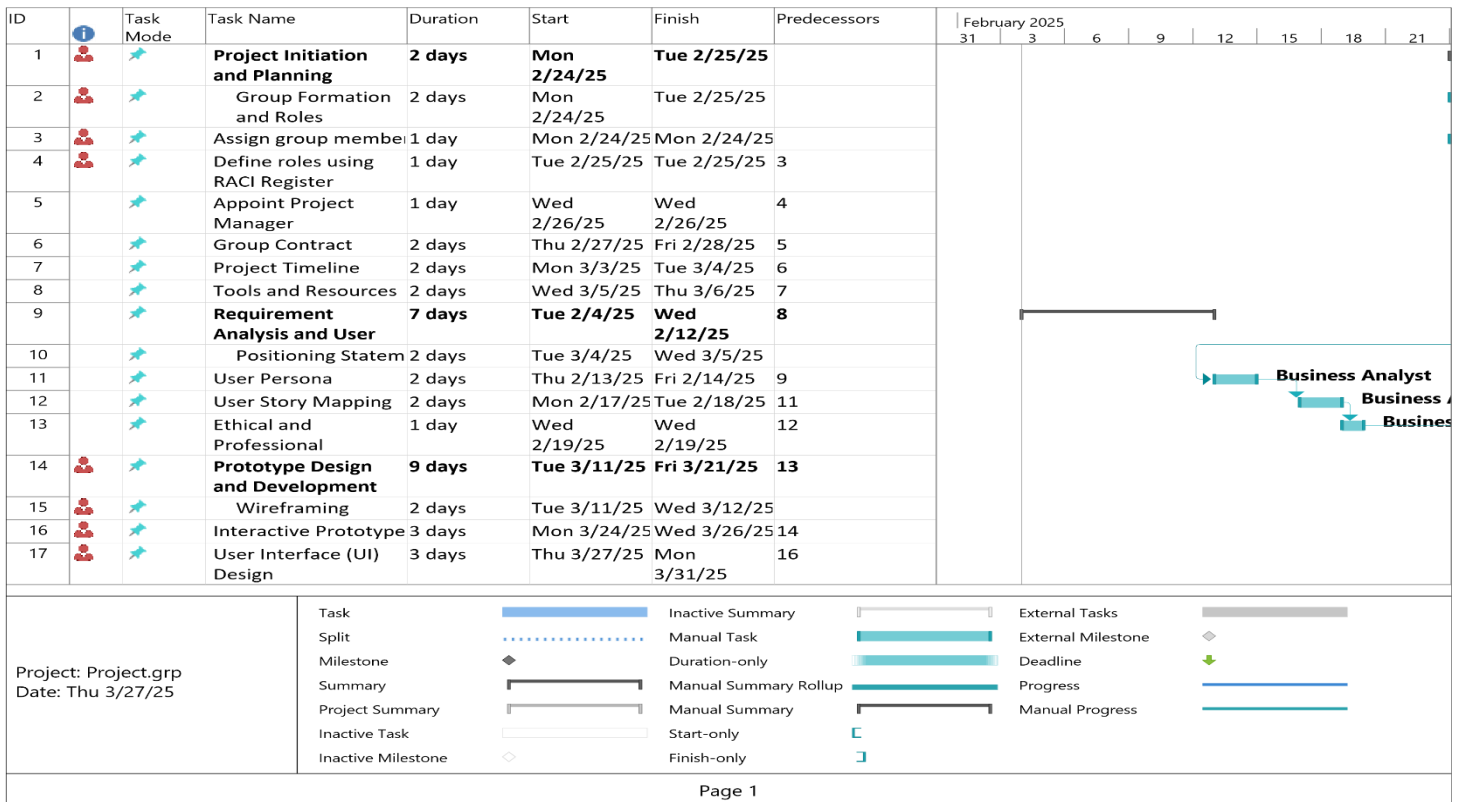 ID Task Mode Task Name Duration Start Finish Predecessors
February 2025
31 3 6 9 12 15 18 21
1 Project Initiation and Planning 2 days Mon 2/24/25 Tue 2/25/25
2 Group Formation and Roles 2 days Mon 2/24/25 Tue 2/25/25
3 Assign group member 1 day Mon 2/24/25 Mon 2/24/25
4 Define roles using RACI Register 1 day Tue 2/25/25 Tue 2/25/25 3
5 Appoint Project Manager 1 day Wed 2/26/25 Wed 2/26/25 4
6 Group Contract 2 days Thu 2/27/25 Fri 2/28/25 5
7 Project Timeline 2 days Mon 3/3/25 Tue 3/4/25 6
8 Tools and Resources 2 days Wed 3/5/25 Thu 3/6/25 7
9 Requirement Analysis and User 7 days Tue 2/4/25 Wed 2/12/25 8
10 Positioning Statem 2 days Tue 3/4/25 Wed 3/5/25
11 User Persona 2 days Thu 2/13/25 Fri 2/14/25 9 Business Analyst
12 User Story Mapping 2 days Mon 2/17/25 Tue 2/18/25 11 Business
13 Ethical and Professional 1 day Wed 2/19/25 Wed 2/19/25 12 Busines
14 Prototype Design and Development 9 days Tue 3/11/25 Fri 3/21/25 13
15 Wireframing 2 days Tue 3/11/25 Wed 3/12/25
16 Interactive Prototype 3 days Mon 3/24/25 Wed 3/26/25 14
17 User Interface (UI) Design 3 days Thu 3/27/25 Mon 3/31/25 16
Project: Project.grp
Date: Thu 3/27/25
Task
Split
Milestone
Summary
Project Summary
Inactive Task
Inactive Milestone
Inactive Summary
Manual Task
Duration-only
Manual Summary Rollup
Manual Summary
Start-only
Finish-only
External Tasks
External Milestone
Deadline
Progress
Manual Progress
Page 1